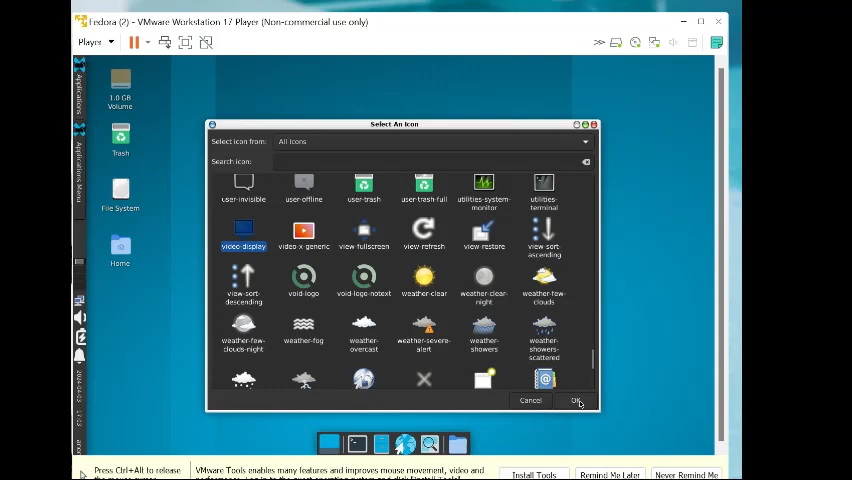 Fedora (2) - VMware Workstation 17 Player (Non-commercial use only)
Player
Applications
1.0 GB
Volume
Trash
Applications Menu
File System
Home
Select An Icon
Select icon from: All Icons
Search icon:
user-invisible user-offline user-trash user-trash-full utilities-system-
monitor utilities-
terminal
video-display video-x-generic view-fullscreen view-refresh view-restore view-sort-
ascending
view-sort-
descending void-logo void-logo-notext weather-clear weather-clear-
night weather-few-
clouds
weather-few-
clouds-night weather-fog weather-
overcast weather-severe-
alert weather-
showers weather-
showers-
scattered
Cancel OK
Press Ctrl+Alt to release
VMware Tools enables many features and improves mouse movement, video and
Install Tools Remind Me Later Never Remind Me